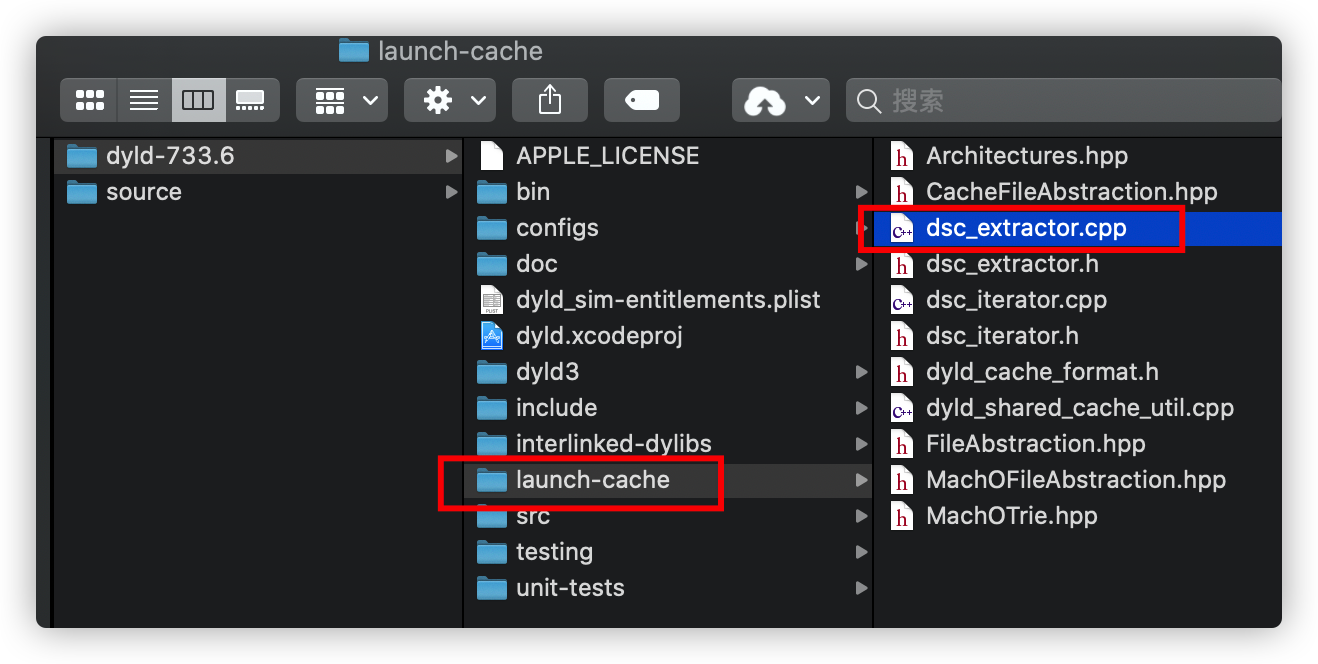 launch-cache
搜索
dyld-733.6
source
APPLE_LICENSE
bin
configs
doc
dyld_sim-entitlements.plist
dyld.xcodeproj
dyld3
include
interlinked-dylibs
launch-cache
src
testing
unit-tests
Architectures.hpp
CacheFileAbstraction.hpp
dsc_extractor.cpp
dsc_extractor.h
dsc_iterator.cpp
dsc_iterator.h
dyld_cache_format.h
dyld_shared_cache_util.cpp
FileAbstraction.hpp
MachOFileAbstraction.hpp
MachOTrie.hpp